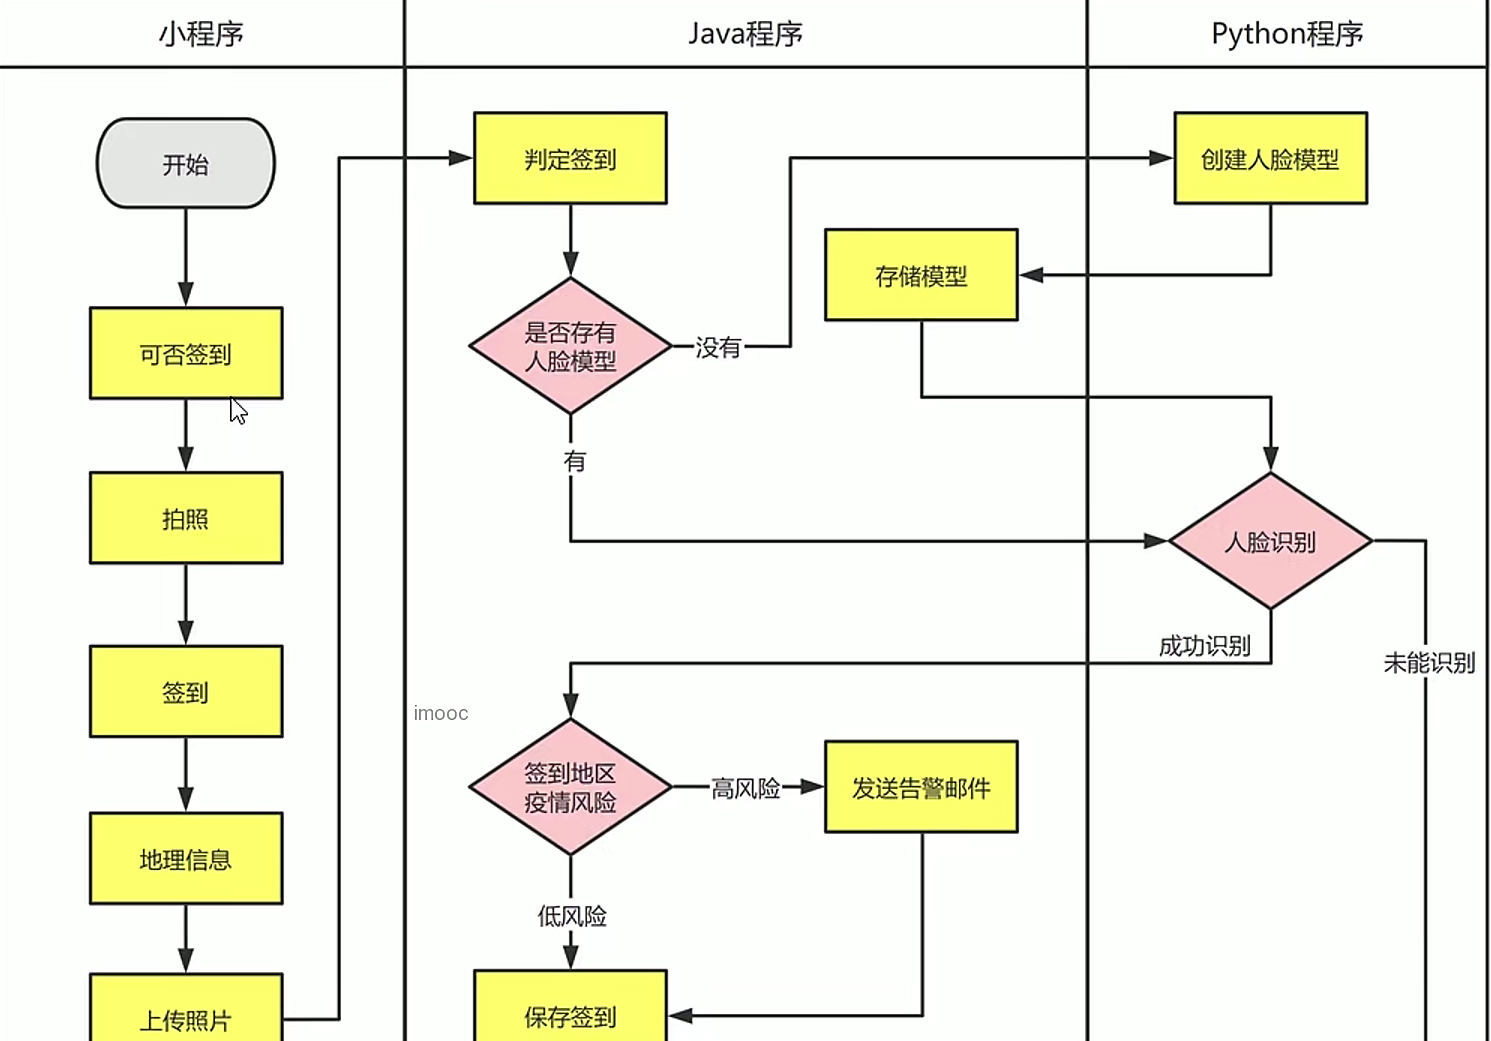 小程序
Java程序
Python程序
开始
可否签到
拍照
签到
地理信息
上传照片
判定签到
是否存有
人脸模型
没有
有
创建人脸模型
存储模型
人脸识别
成功识别
未能识别
imooc
签到地区
疫情风险
高风险
发送告警邮件
低风险
保存签到